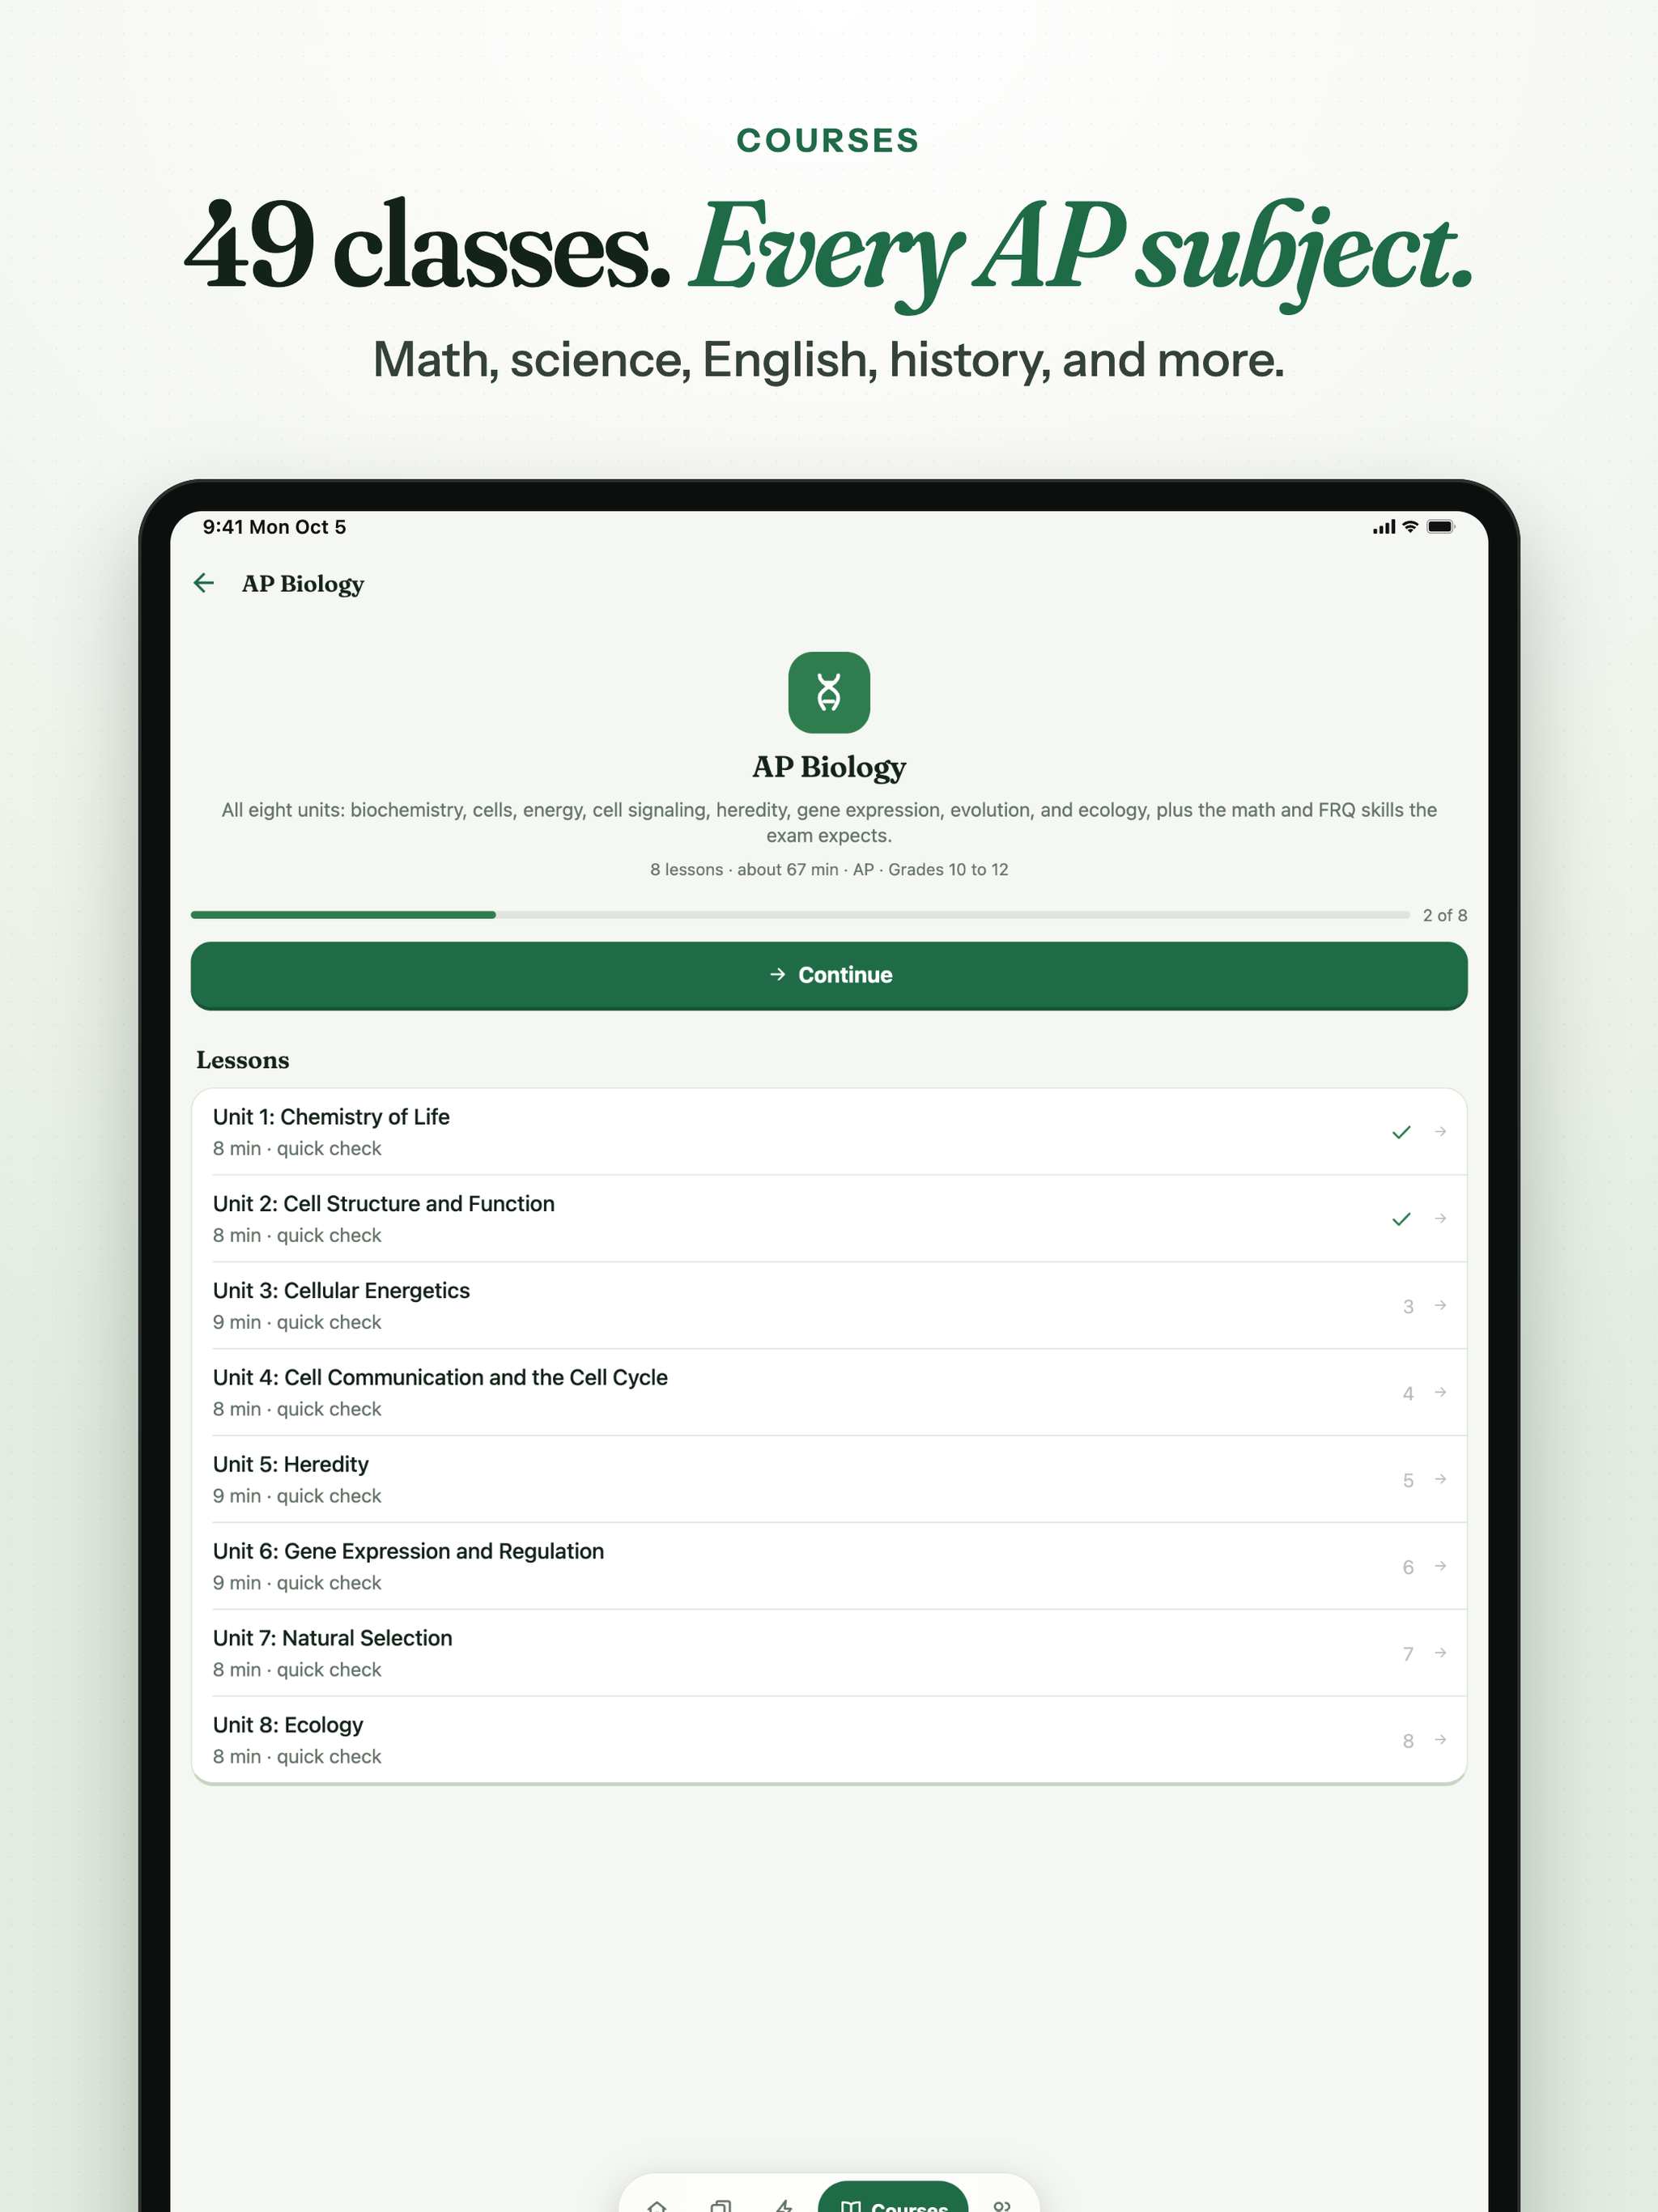 COURSES
49 classes. Every AP subject.
Math, science, English, history, and more.
9:41 Mon Oct 5
AP Biology
AP Biology
All eight units: biochemistry, cells, energy, cell signaling, heredity, gene expression, evolution, and ecology, plus the math and FRQ skills the
exam expects.
8 lessons · about 67 min · AP · Grades 10 to 12
2 of 8
Continue
Lessons
Unit 1: Chemistry of Life
8 min · quick check
Unit 2: Cell Structure and Function
8 min · quick check
Unit 3: Cellular Energetics
9 min · quick check
3
Unit 4: Cell Communication and the Cell Cycle
8 min · quick check
4
Unit 5: Heredity
9 min · quick check
5
Unit 6: Gene Expression and Regulation
9 min · quick check
6
Unit 7: Natural Selection
8 min · quick check
7
Unit 8: Ecology
8 min · quick check
8
Courses